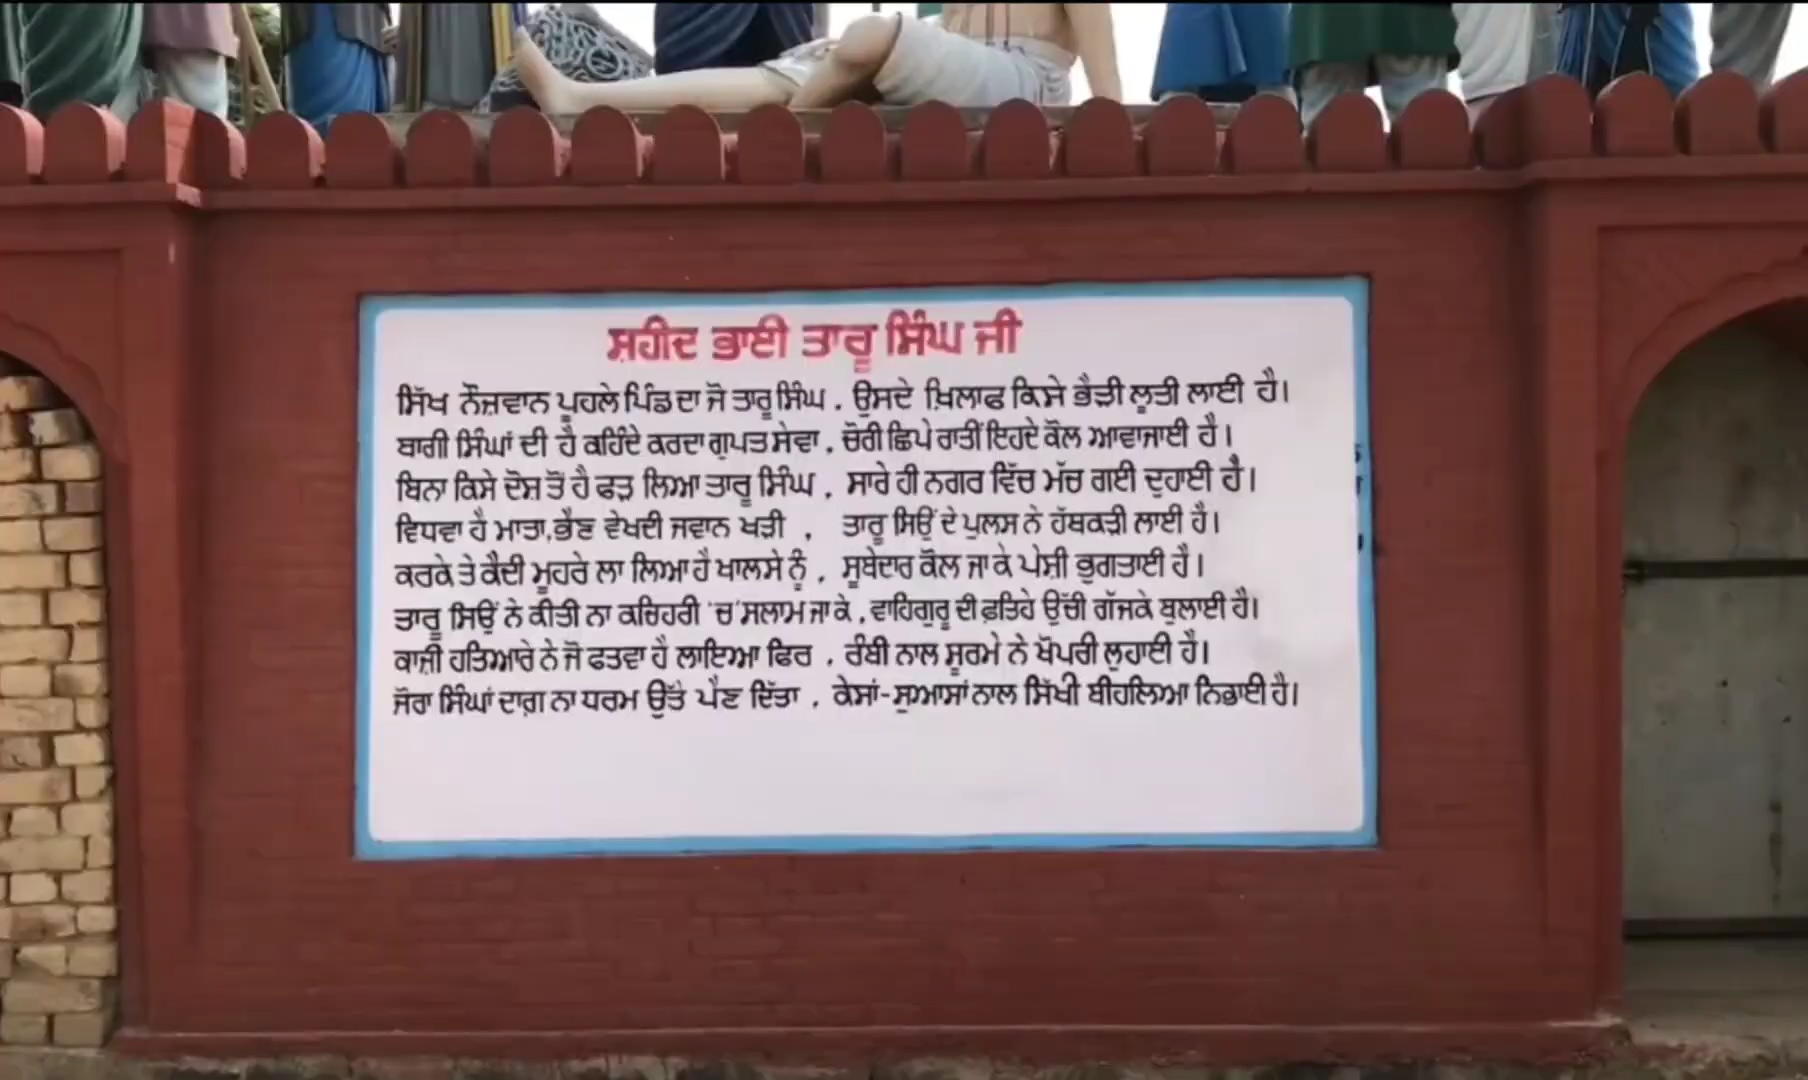 ਸ਼ਹੀਦ ਭਾਈ ਤਾਰੂ ਸਿੰਘ ਜੀ
ਸਿੱਖ ਨੌਜ਼ਵਾਨ ਪੂਹਲੇ ਪਿੰਡ ਦਾ ਜੋ ਤਾਰੂ ਸਿੰਘ , ਉਸਦੇ ਖ਼ਿਲਾਫ ਕਿਸੇ ਭੈੜੀ ਲੂਤੀ ਲਾਈ ਹੈ।
ਬਾਗੀ ਸਿੰਘਾਂ ਦੀ ਹੈ ਕਹਿੰਦੇ ਕਰਦਾ ਗੁਪਤ ਸੇਵਾ , ਚੋਰੀ ਛਿਪੇ ਰਾਤੀਂ ਇਹਦੇ ਕੋਲ ਆਵਾਜਾਈ ਹੈ।
ਬਿਨਾ ਕਿਸੇ ਦੋਸ਼ ਤੋਂ ਹੈ ਫੜ ਲਿਆ ਤਾਰੂ ਸਿੰਘ , ਸਾਰੇ ਹੀ ਨਗਰ ਵਿੱਚ ਮੱਚ ਗਈ ਦੁਹਾਈ ਹੈ।
ਵਿਧਵਾ ਹੈ ਮਾਤਾ,ਭੈਣ ਵੇਖਦੀ ਜਵਾਨ ਖੜੀ , ਤਾਰੂ ਸਿਉਂ ਦੇ ਪੁਲਸ ਨੇ ਹੱਥਕੜੀ ਲਾਈ ਹੈ।
ਕਰਕੇ ਤੇ ਕੈਦੀ ਮੂਹਰੇ ਲਾ ਲਿਆ ਹੈ ਖਾਲਸੇ ਨੂੰ , ਸੂਬੇਦਾਰ ਕੋਲ ਜਾ ਕੇ ਪੇਸ਼ੀ ਭੁਗਤਾਈ ਹੈ।
ਤਾਰੂ ਸਿਉਂ ਨੇ ਕੀਤੀ ਨਾ ਕਚਿਹਰੀ 'ਚ ਸਲਾਮ ਜਾ ਕੇ , ਵਾਹਿਗੁਰੂ ਦੀ ਫ਼ਤਿਹੇ ਉੱਚੀ ਗੱਜਕੇ ਬੁਲਾਈ ਹੈ।
ਕਾਜ਼ੀ ਹਤਿਆਰੇ ਨੇ ਜੋ ਫਤਵਾ ਹੈ ਲਾਇਆ ਫਿਰ , ਰੰਬੀ ਨਾਲ ਸੂਰਮੇ ਨੇ ਖੋਪਰੀ ਲੁਹਾਈ ਹੈ।
ਜੋਰਾ ਸਿੰਘਾਂ ਦਾਗ਼ ਨਾ ਧਰਮ ਉੱਤੇ ਪੈਣ ਦਿੱਤਾ , ਕੇਸਾਂ-ਸੁਆਸਾਂ ਨਾਲ ਸਿੱਖੀ ਬੀਹਲਿਆ ਨਿਭਾਈ ਹੈ।